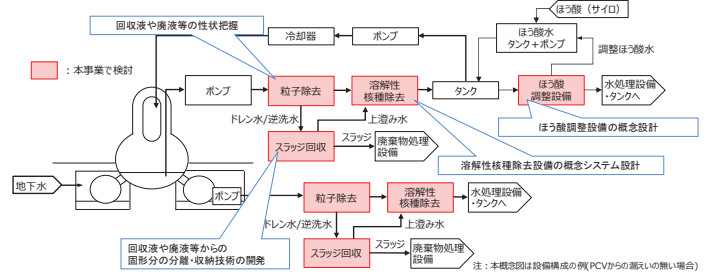 ほう酸（サイロ）
回収液や廃液等の性状把握
冷却器
ポンプ
ほう酸水
タンク+ポンプ
調整ほう酸水
：本事業で検討
ポンプ
粒子除去
溶解性
核種除去
タンク
ほう酸
調整設備
水処理設備
・タンクへ
ドレン水/逆洗水
上澄み水
ほう酸調整設備の概念設計
スラッジ回収
スラッジ
廃棄物処理
設備
溶解性核種除去設備の概念システム設計
地下水
ポンプ
粒子除去
溶解性
核種除去
水処理設備
・タンクへ
ドレン水/逆洗水
上澄み水
回収液や廃液等からの
固形分の分離・収納技術の開発
スラッジ回収
スラッジ
廃棄物処理
設備
注：本概念図は設備構成の例(PCVからの漏えいの無い場合)